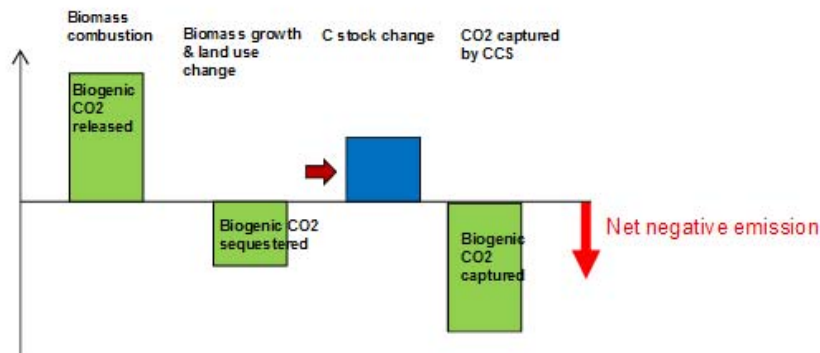 Biomass
combustion
Biomass growth
& land use
change
C stock change
CO2 captured
by CCS
Biogenic
CO2
released
Biogenic CO2
sequestered
Biogenic
CO2
captured
Net negative emission